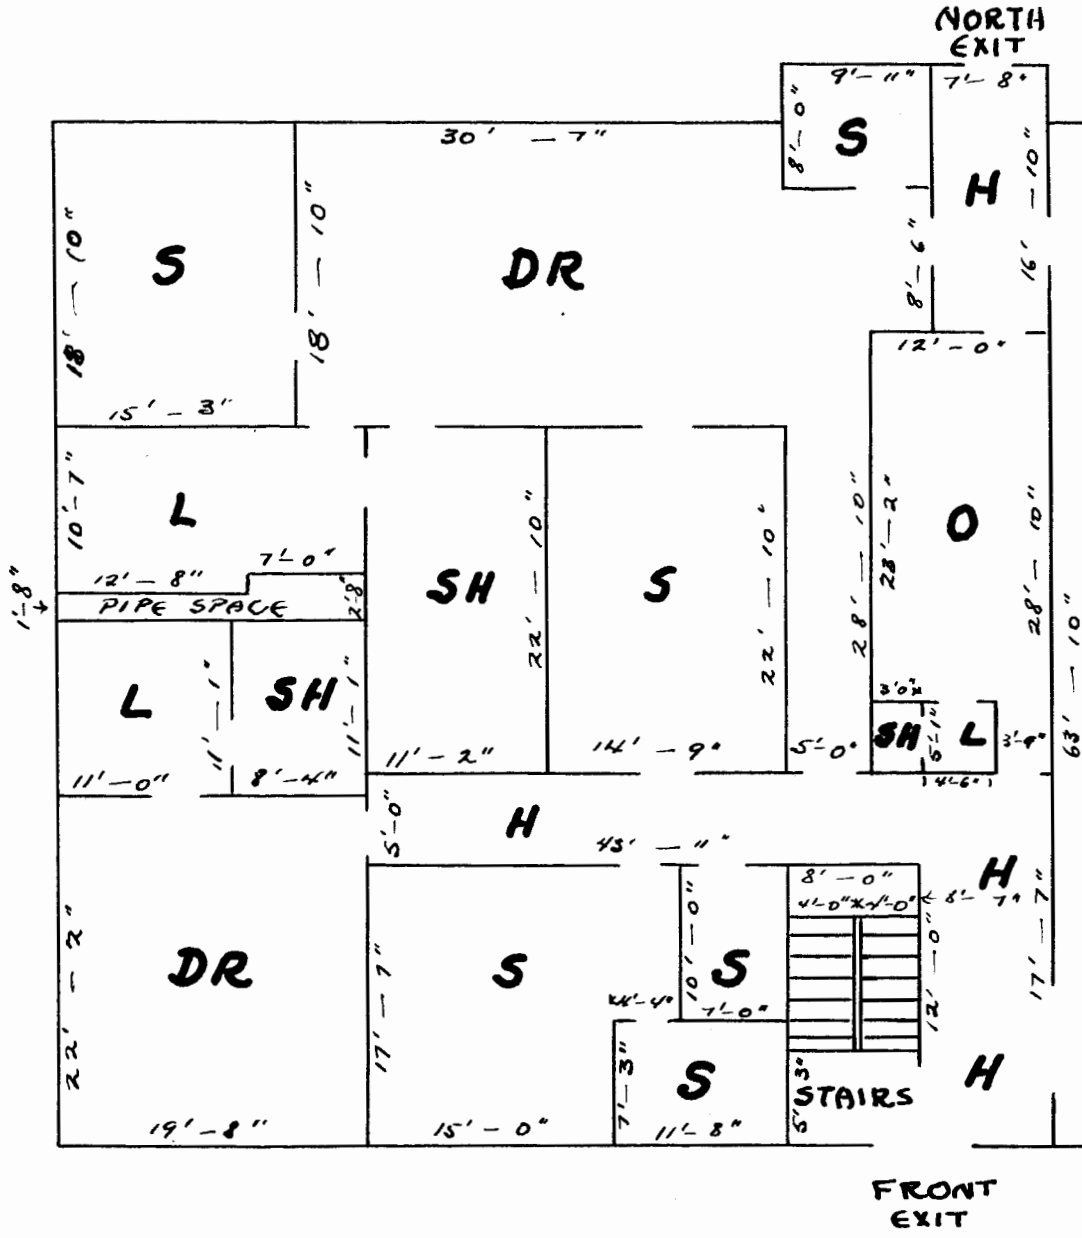 NORTH
EXIT
9'-11"
7'-8"
8'-0"
S
30' - 7"
H
16' - 10"
18' - 10"
S
18' - 10"
DR
8'-6"
12'-0"
15' - 3"
10'-7"
L
7'-0"
12' - 8"
2'-8"
1'-8"
PIPE SPACE
SH
22' - 10"
S
22' - 10"
28' - 10"
23' - 2"
O
28' - 10"
63' - 10"
L
11' - 1"
SH
11' - 1"
3'0"
SH
5'-1"
L
3'-9"
11'-0"
8'-4"
11' - 2"
14' - 9"
5'-0"
4'-6"
5'-0"
H
43' - 11"
H
8'-0"
4'-0" 4'-0"
8'-7"
22' - 2"
DR
17' - 7"
S
10' - 0"
S
12' - 0"
17' - 7"
4'-4"
7'-0"
7'-3"
S
5' 3"
STAIRS
H
19' - 8"
15' - 0"
11' - 8"
FRONT
EXIT